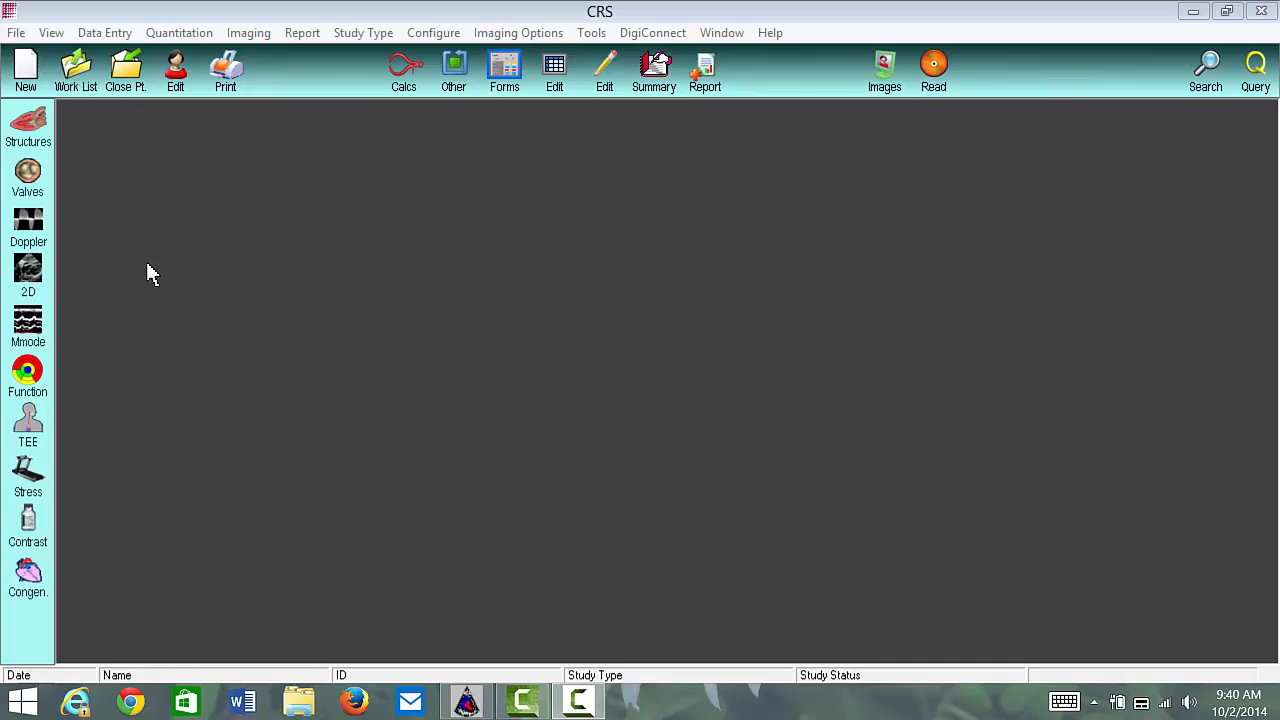 CRS
File View Data Entry Quantitation Imaging Report Study Type Configure Imaging Options Tools DigiConnect Window Help
New Work List Close Pt. Edit Print Calcs Other Forms Edit Edit Summary Report Images Read Search Query
Structures
Valves
Doppler
2D
Mmode
Function
TEE
Stress
Contrast
Congen.
Date Name ID Study Type Study Status
9:40 AM
10/2/2014